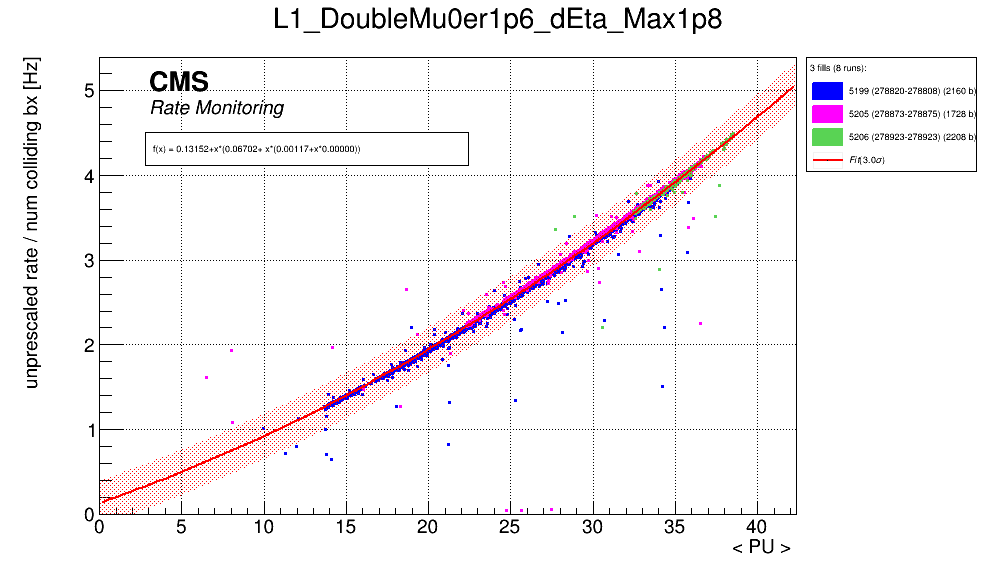 L1_DoubleMu0er1p6_dEta_Max1p8
unprescaled rate / num colliding bx [Hz]
CMS
Rate Monitoring
f(x) = 0.13152+x*(0.06702+ x*(0.00117+x*0.00000))
5
4
3
2
1
0
0 5 10 15 20 25 30 35 40
< PU >
3 fills (8 runs):
5199 (278820-278808) (2160 b)
5205 (278873-278875) (1728 b)
5206 (278923-278923) (2208 b)
Fit(3.0σ)